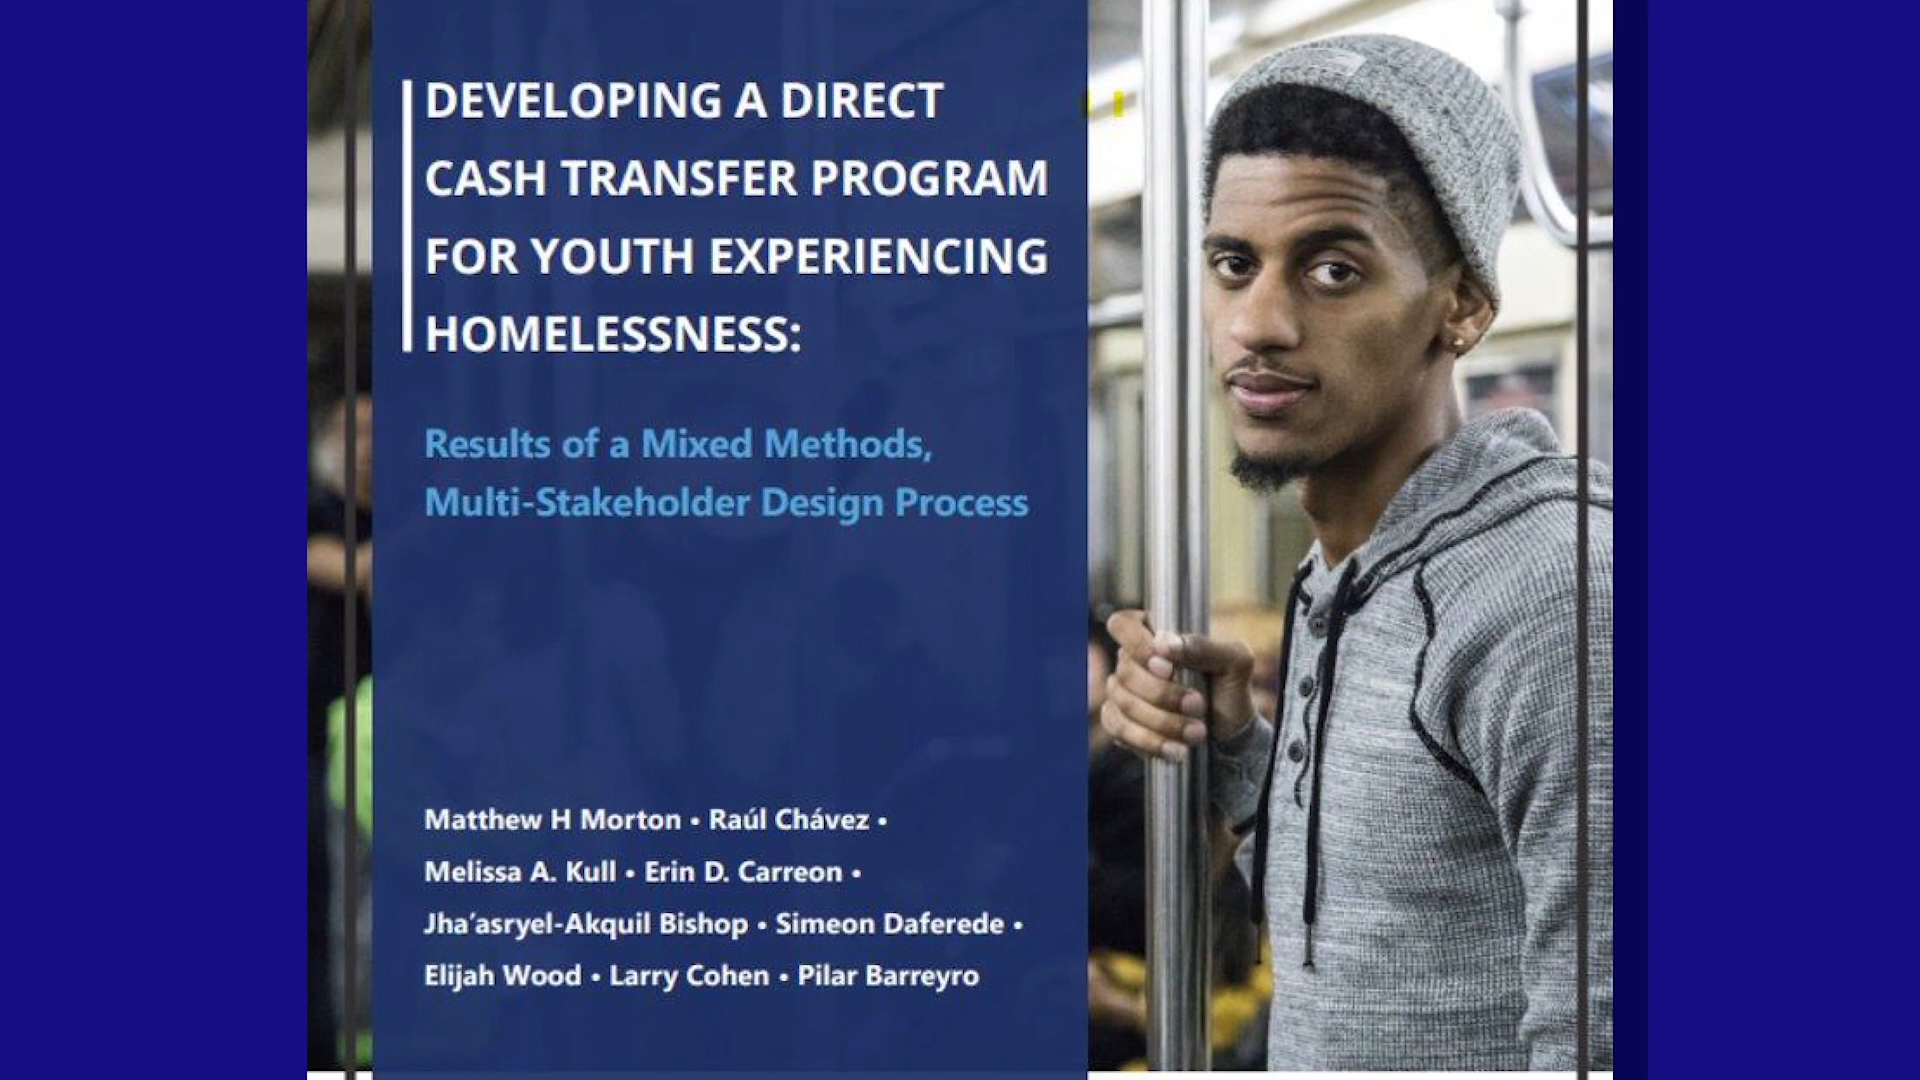 DEVELOPING A DIRECT
CASH TRANSFER PROGRAM
FOR YOUTH EXPERIENCING
HOMELESSNESS:
Results of a Mixed Methods,
Multi-Stakeholder Design Process
Matthew H Morton • Raúl Chávez •
Melissa A. Kull • Erin D. Carreon •
Jha’asryel-Akquil Bishop • Simeon Daferede •
Elijah Wood • Larry Cohen • Pilar Barreyro